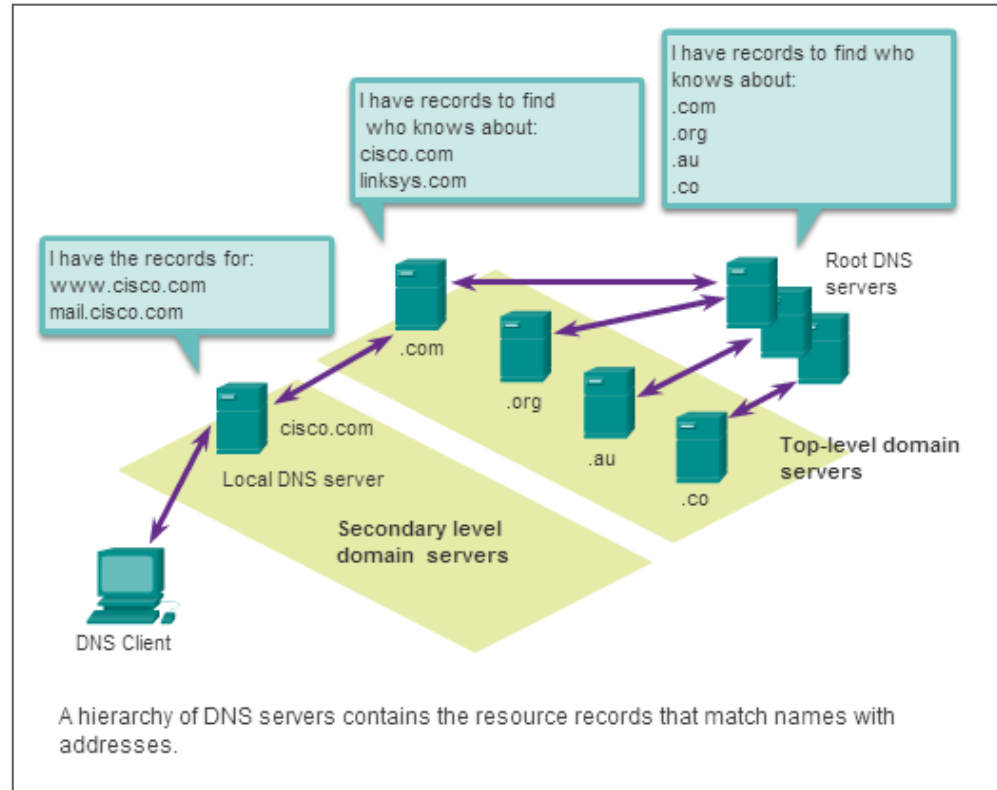 I have records to find who
knows about:
.com
.org
.au
.co
I have records to find
who knows about:
cisco.com
linksys.com
I have the records for:
www.cisco.com
mail.cisco.com
Root DNS
servers
.com
.org
.au
.co
Top-level domain
servers
cisco.com
Local DNS server
Secondary level
domain servers
DNS Client
A hierarchy of DNS servers contains the resource records that match names with
addresses.